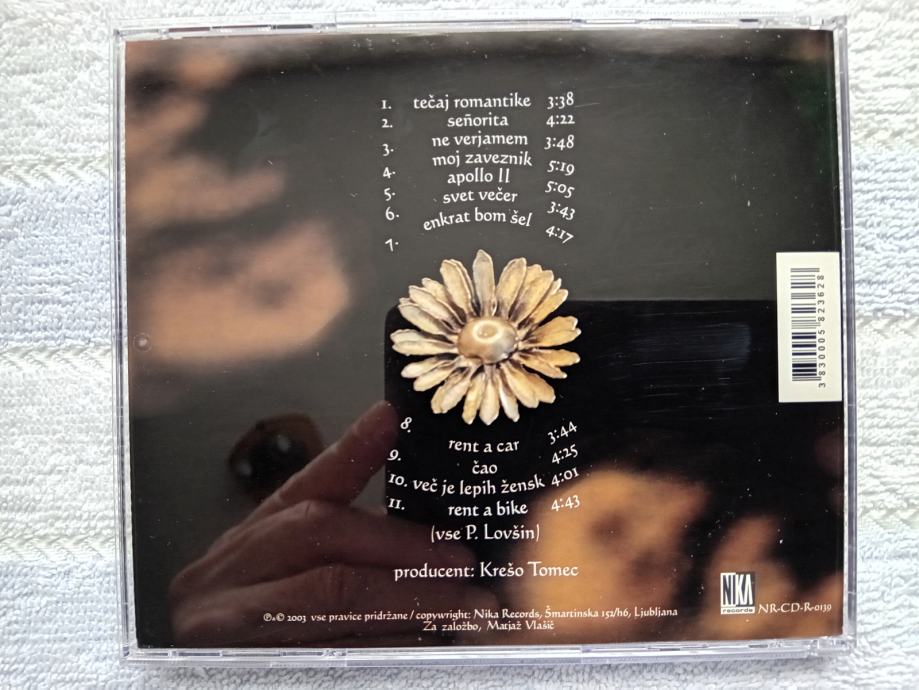 1. tečaj romantike 3:38
2. señorita 4:22
3. ne verjamem 3:48
4. moj zaveznik 5:19
5. apollo 11 5:05
6. svet večer 3:43
7. enkrat bom šel 4:17
8. rent a car 3:44
9. čao 4:25
10. več je lepih žensk 4:01
11. rent a bike 4:43
(vse P. Lovšin)
producent: Krešo Tomec
3 830005 823628
NIKA
records
NR-CD-R-0139
℗&© 2003 vse pravice pridržane / copyright: Nika Records, Šmartinska 152/h6, Ljubljana
Za založbo, Matjaž Vlašič